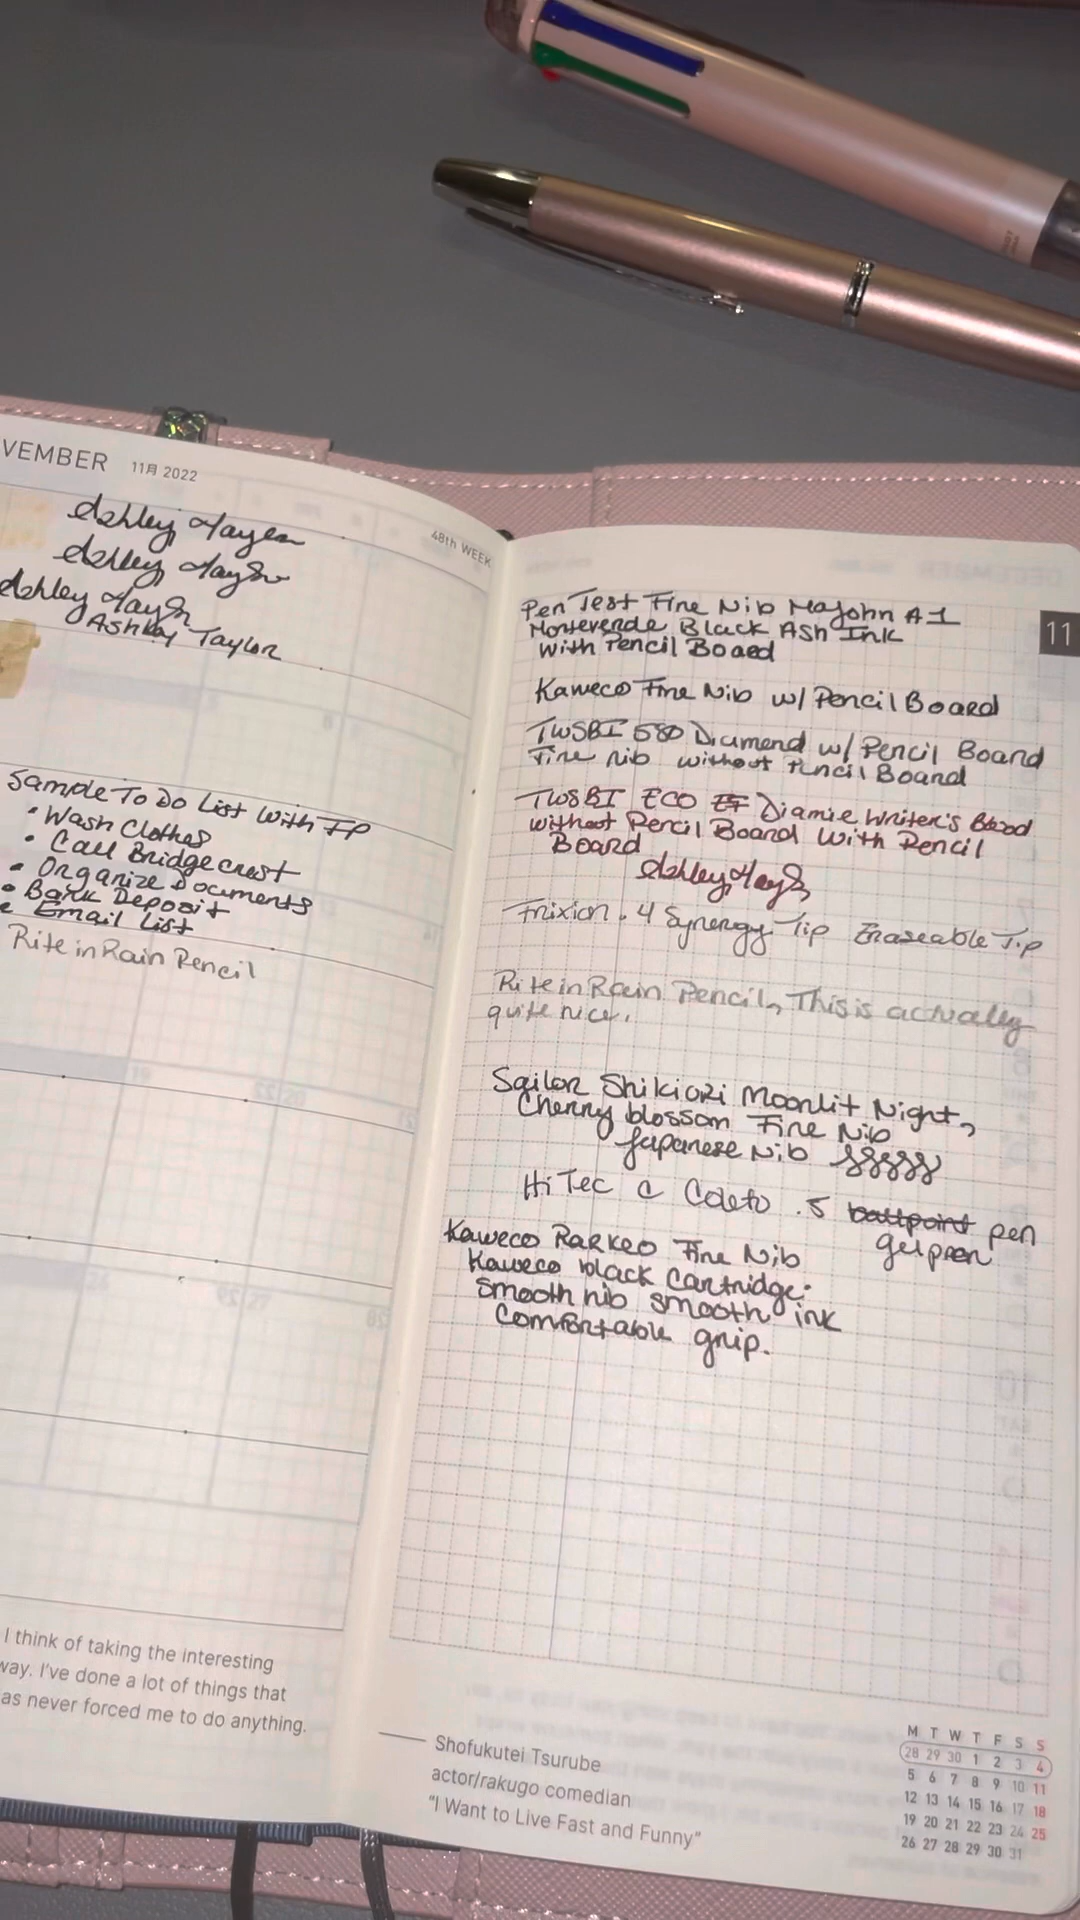 VEMBER 11月 2022
48th WEEK
Ashley Taylor
Ashley Taylor
Ashley Taylor
Ashley Taylor
Sample To Do List With FP
• Wash Clothes
• Call Bridgecrest
• Organize Documents
• Bank Deposit
• Email List
Rite in Rain Pencil
I think of taking the interesting
way. I've done a lot of things that
as never forced me to do anything.
11
Pen Test Fine Nib Majohn A1
Monteverde Black Ash Ink
With Pencil Board
Kaweco Fine Nib w/ Pencil Board
TWSBI 580 Diamond w/ Pencil Board
Fine nib without Pencil Board
TWSBI ECO EF Diamie Writer's Blood
without Pencil Board With Pencil
Board
Ashley Taylor
Frixion .4 Synergy Tip Eraseable Tip
Rite in Rain Pencil, This is actually
quite nice.
Sailor Shikiori Moonlit Night,
Cherry blossom Fine Nib
Japanese Nib
HiTec C Coleto .5 ballpoint pen
gel pen
Kaweco Parkeo Fine Nib
Kaweco black cartridge.
Smooth nib smooth ink
Comfortable grip.
Shofukutei Tsurube
actor/rakugo comedian
"I Want to Live Fast and Funny"
M T W T F S S
28 29 30 1 2 3 4
5 6 7 8 9 10 11
12 13 14 15 16 17 18
19 20 21 22 23 24 25
26 27 28 29 30 31